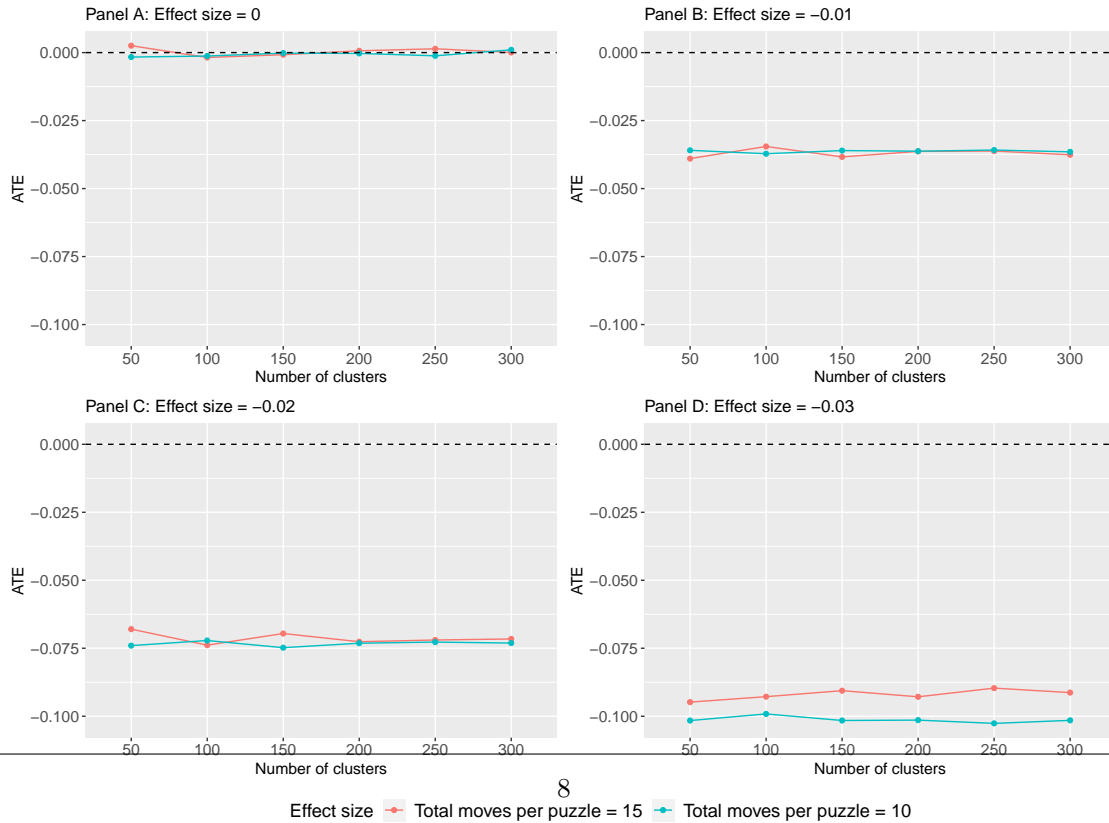 Panel A: Effect size = 0
0.000
−0.025
−0.050
−0.075
−0.100
ATE
50 100 150 200 250 300
Number of clusters
Panel B: Effect size = −0.01
0.000
−0.025
−0.050
−0.075
−0.100
ATE
50 100 150 200 250 300
Number of clusters
Panel C: Effect size = −0.02
0.000
−0.025
−0.050
−0.075
−0.100
ATE
50 100 150 200 250 300
Number of clusters
Panel D: Effect size = −0.03
0.000
−0.025
−0.050
−0.075
−0.100
ATE
50 100 150 200 250 300
Number of clusters
8
Effect size Total moves per puzzle = 15 Total moves per puzzle = 10